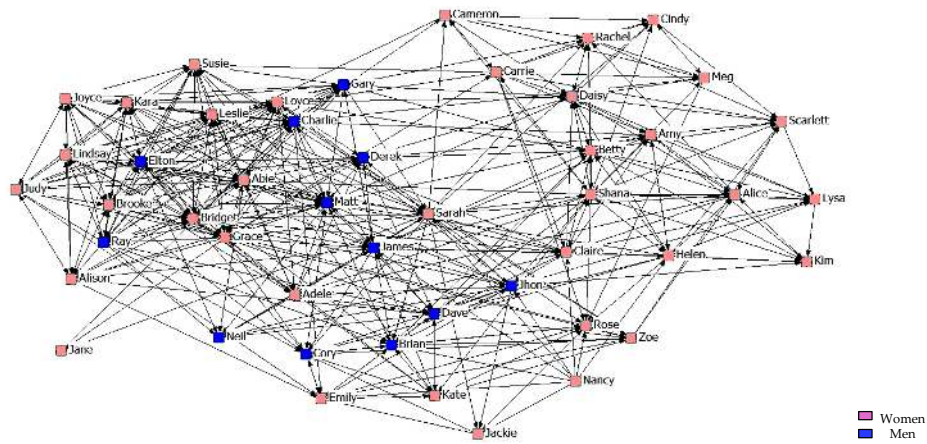 Cameron
Cindy
Rachel
Susie
Carrie
Meg
Gary
Daisy
Joyce
Kara
Loyce
Leslie
Charlie
Scarlett
Amy
Lindsay
Elton
Derek
Betty
Judy
Abie
Brooke
Matt
Shana
Alice
Lysa
Bridget
Sarah
Ray
Grace
James
Claire
Helen
Kim
Alison
Adele
Jhon
Dave
Rose
Neil
Zoe
Jane
Cory
Brian
Nancy
Emily
Kate
Jackie
Women
Men